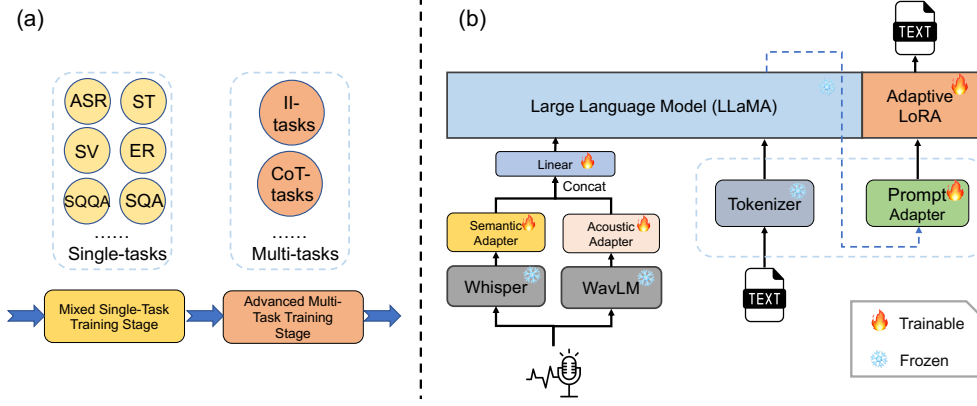 (a)
ASR
ST
SV
ER
SQQA
SQA
......
Single-tasks
II-
tasks
CoT-
tasks
......
Multi-tasks
Mixed Single-Task
Training Stage
Advanced Multi-
Task Training
Stage
(b)
TEXT
Large Language Model (LLaMA)
Adaptive
LoRA
Linear
Concat
Semantic
Adapter
Acoustic
Adapter
Whisper
WavLM
Tokenizer
Prompt
Adapter
TEXT
Trainable
Frozen